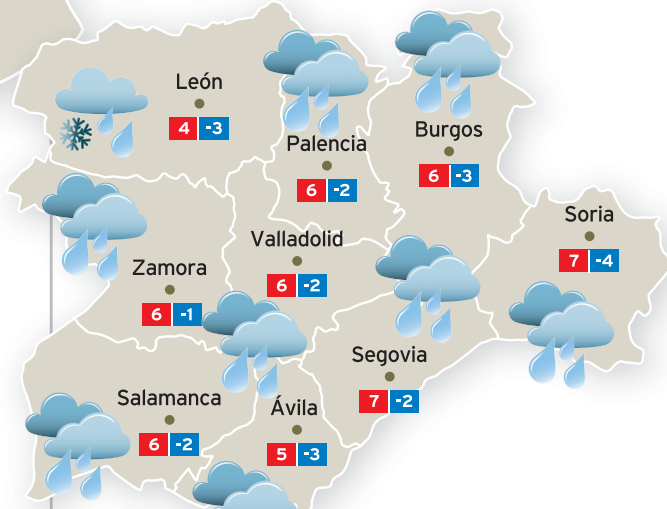 León
4 -3
Palencia
6 -2
Burgos
6 -3
Soria
7 -4
Valladolid
6 -2
Zamora
6 -1
Segovia
7 -2
Salamanca
6 -2
Ávila
5 -3